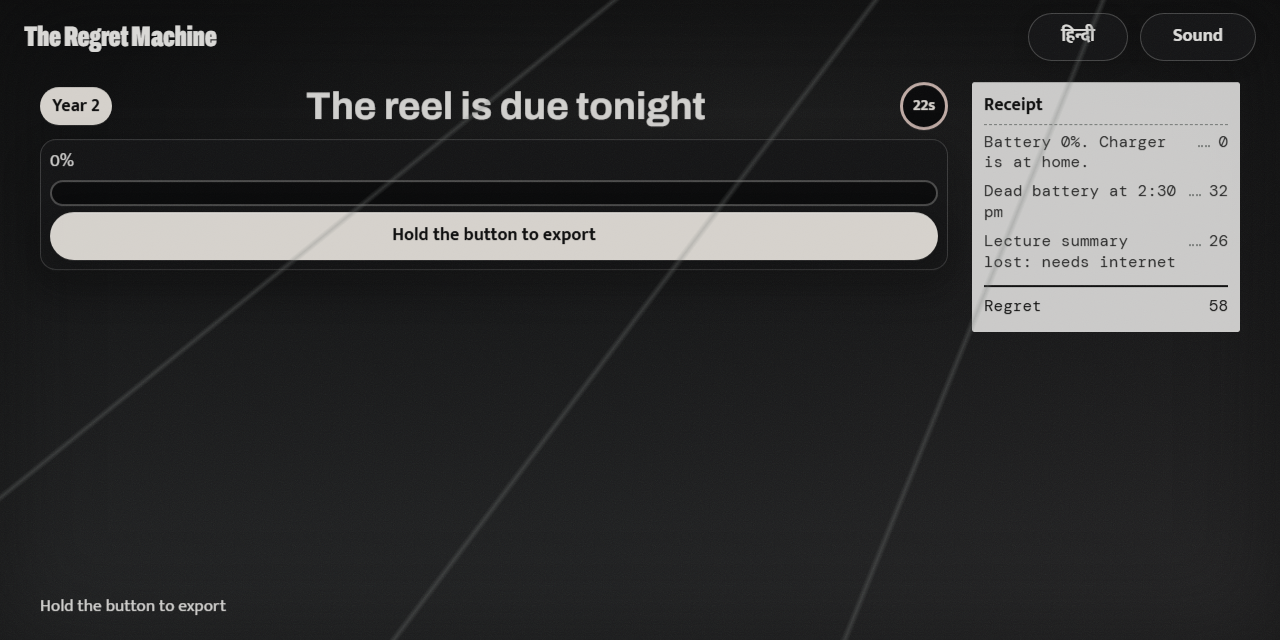 The Regret Machine
हिन्दी
Sound
Year 2
The reel is due tonight
22s
0%
Hold the button to export
Receipt
Battery 0%. Charger .... 0
is at home.
Dead battery at 2:30 .... 32
pm
Lecture summary .... 26
lost: needs internet
Regret 58
Hold the button to export